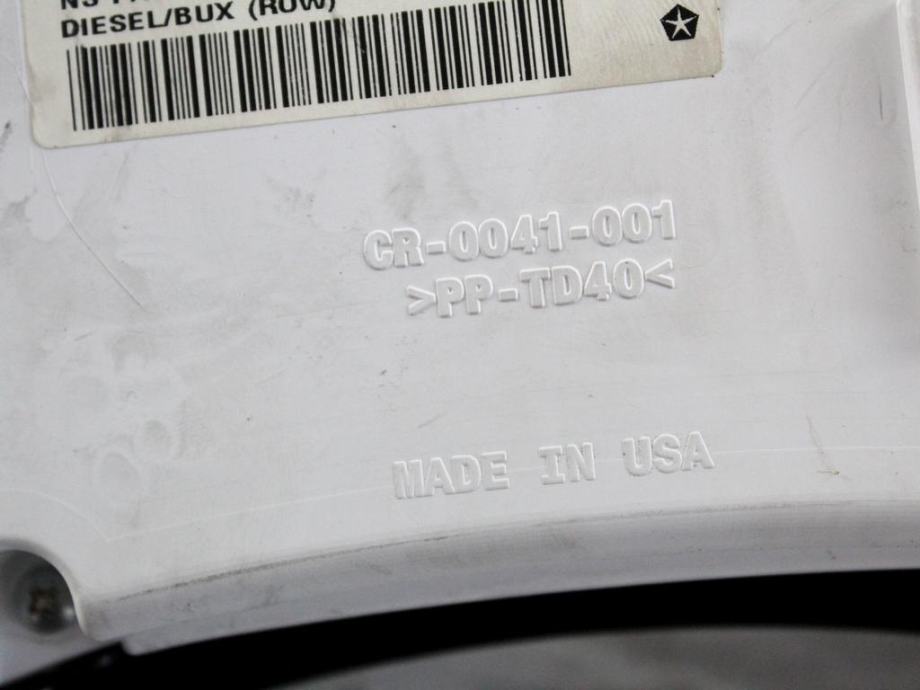 DIESEL/BUX (ROW)
CR-0041-001
>PP-TD40<
MADE IN USA